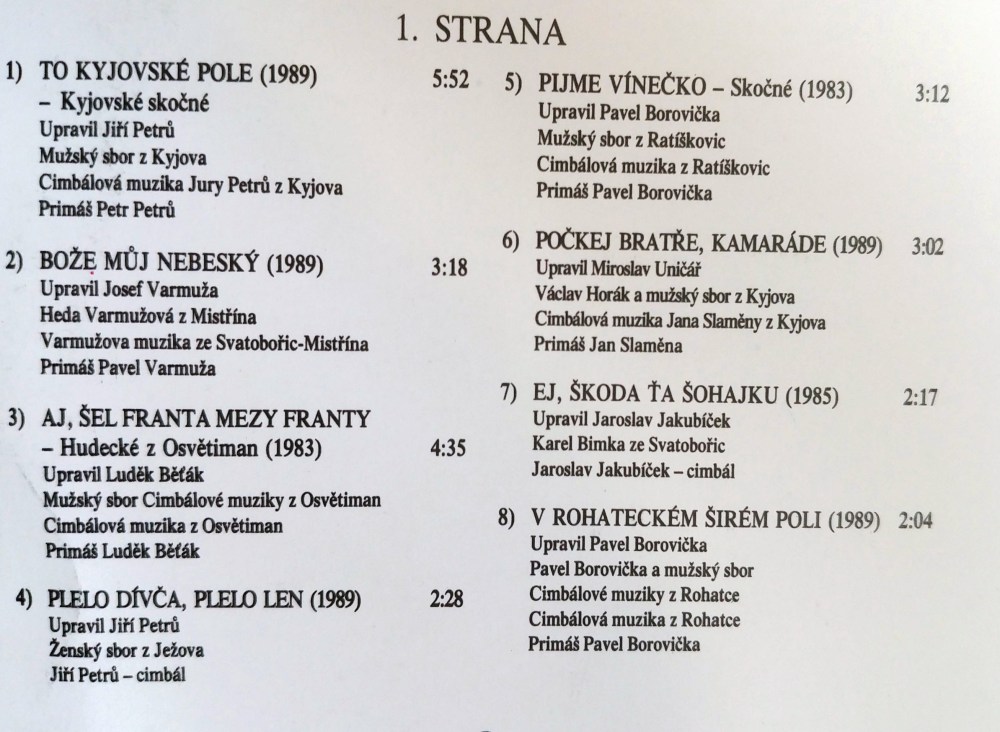 1. STRANA
1) TO KYJOVSKÉ POLE (1989) 5:52
– Kyjovské skočné
Upravil Jiří Petrů
Mužský sbor z Kyjova
Cimbálová muzika Jury Petrů z Kyjova
Primáš Petr Petrů
2) BOŽE MŮJ NEBESKÝ (1989) 3:18
Upravil Josef Varmuža
Heda Varmužová z Mistřína
Varmužova muzika ze Svatobořic-Mistřína
Primáš Pavel Varmuža
3) AJ, ŠEL FRANTA MEZY FRANTY
– Hudecké z Osvětiman (1983) 4:35
Upravil Luděk Běťák
Mužský sbor Cimbálové muziky z Osvětiman
Cimbálová muzika z Osvětiman
Primáš Luděk Běťák
4) PLELO DÍVČA, PLELO LEN (1989) 2:28
Upravil Jiří Petrů
Ženský sbor z Ježova
Jiří Petrů – cimbál
5) PIJME VÍNEČKO – Skočné (1983) 3:12
Upravil Pavel Borovička
Mužský sbor z Ratíškovic
Cimbálová muzika z Ratíškovic
Primáš Pavel Borovička
6) POČKEJ BRATŘE, KAMARÁDE (1989) 3:02
Upravil Miroslav Uničář
Václav Horák a mužský sbor z Kyjova
Cimbálová muzika Jana Slaměny z Kyjova
Primáš Jan Slaměna
7) EJ, ŠKODA ŤA ŠOHAJKU (1985) 2:17
Upravil Jaroslav Jakubíček
Karel Bimka ze Svatobořic
Jaroslav Jakubíček – cimbál
8) V ROHATECKÉM ŠIRÉM POLI (1989) 2:04
Upravil Pavel Borovička
Pavel Borovička a mužský sbor
Cimbálové muziky z Rohatce
Cimbálová muzika z Rohatce
Primáš Pavel Borovička